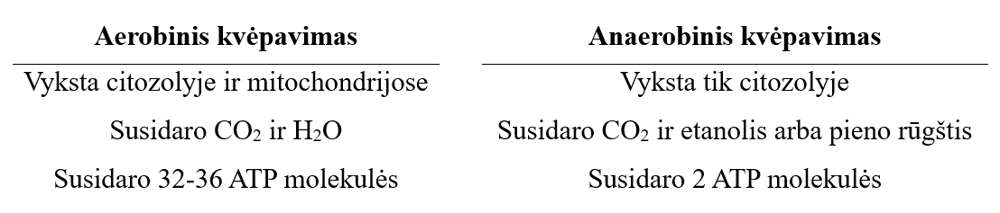 Aerobinis kvėpavimas
Vyksta citozolyje ir mitochondrijose
Susidaro CO₂ ir H₂O
Susidaro 32-36 ATP molekulės
Anaerobinis kvėpavimas
Vyksta tik citozolyje
Susidaro CO₂ ir etanolis arba pieno rūgštis
Susidaro 2 ATP molekulės